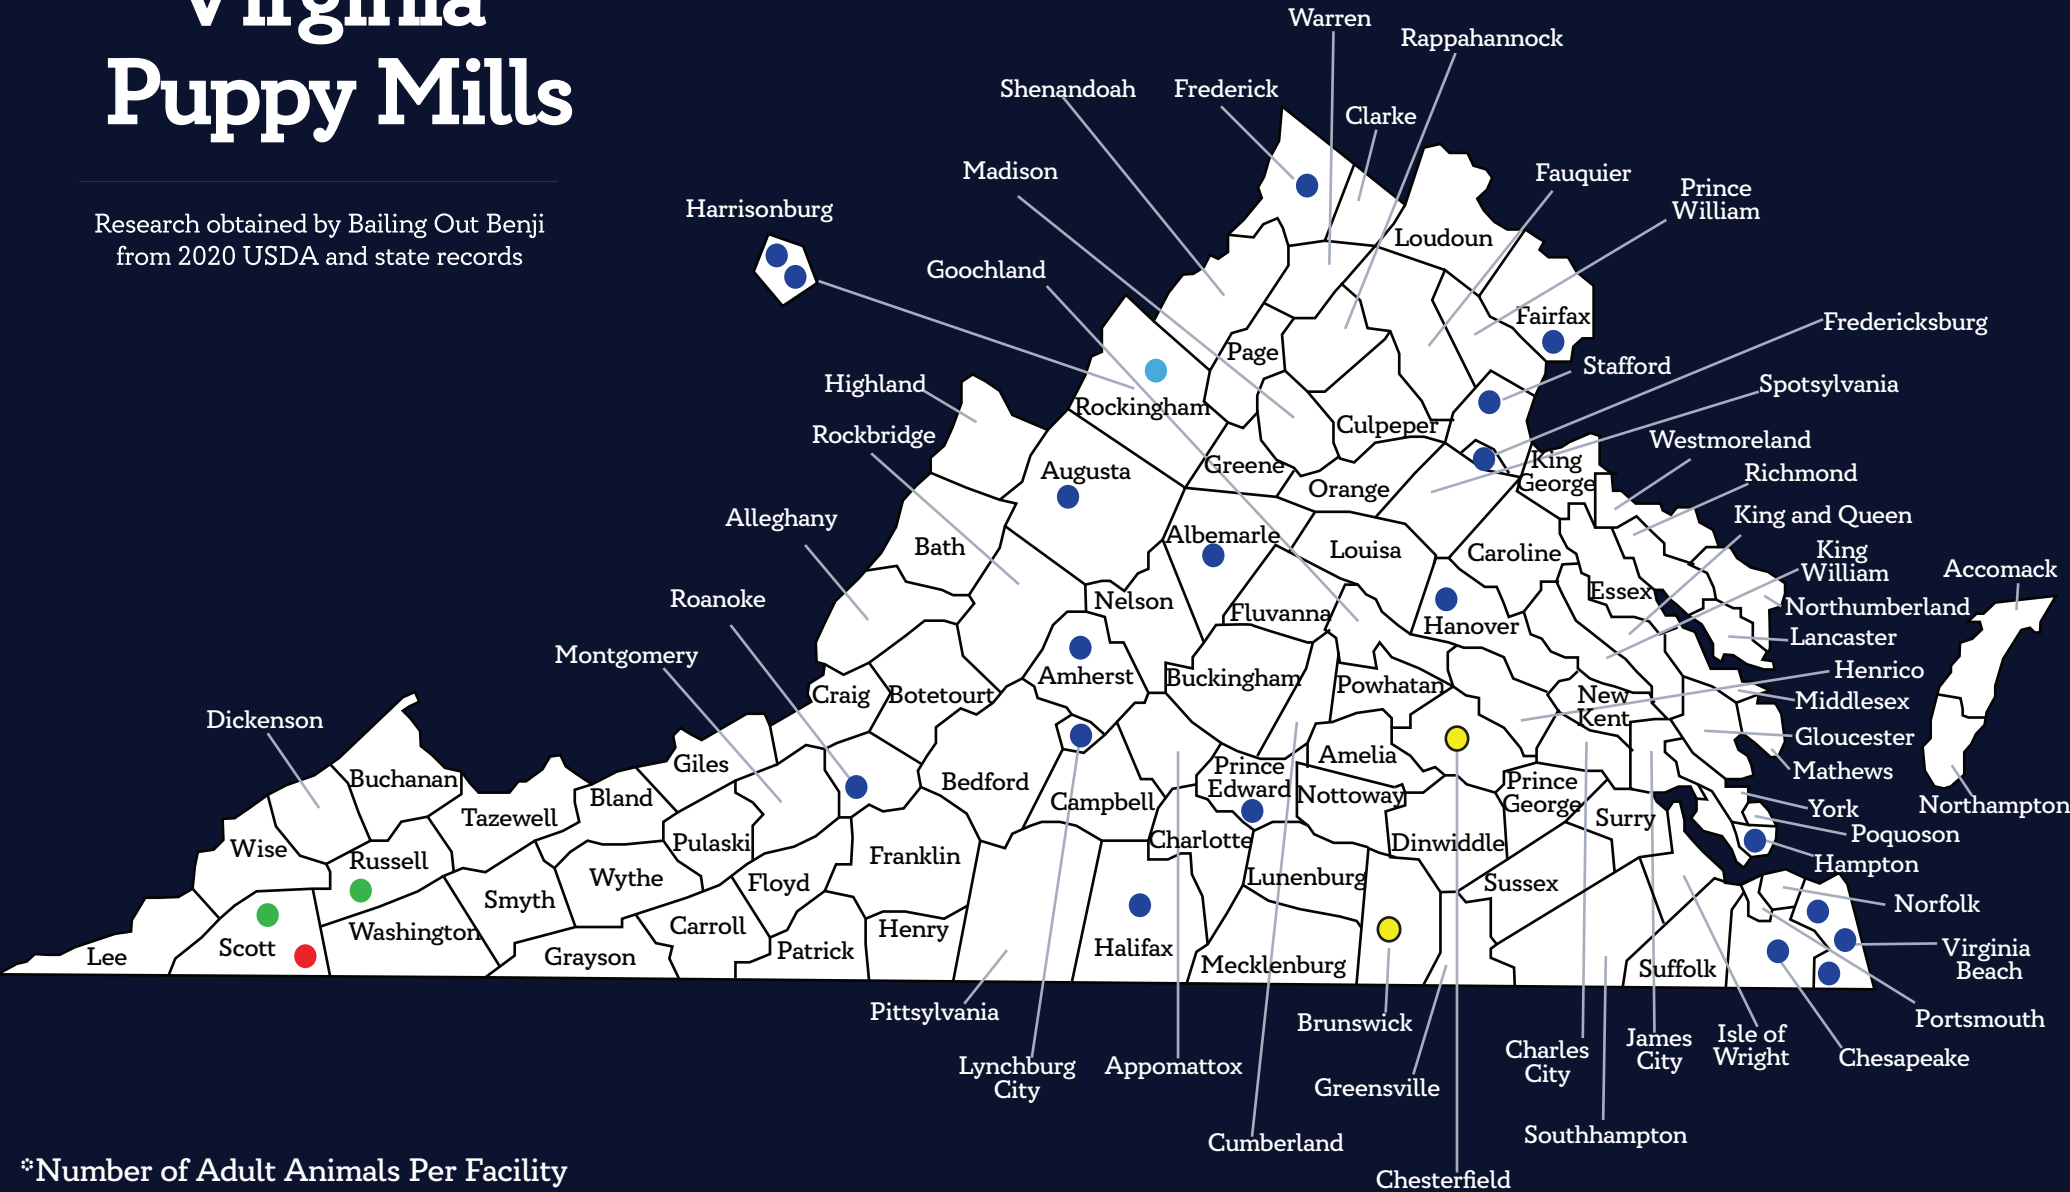 Virginia
Puppy Mills
Research obtained by Bailing Out Benji
from 2020 USDA and state records
Warren
Rappahannock
Shenandoah
Frederick
Clarke
Madison
Fauquier
Prince
William
Harrisonburg
Loudoun
Goochland
Fairfax
Fredericksburg
Page
Stafford
Highland
Spotsylvania
Rockingham
Culpeper
Rockbridge
Westmoreland
Augusta
Greene
King
George
Richmond
Orange
Alleghany
King and Queen
Bath
Albemarle
Louisa
Caroline
King
William
Accomack
Roanoke
Nelson
Essex
Fluvanna
Northumberland
Hanover
Lancaster
Montgomery
Amherst
Buckingham
Powhatan
Henrico
Craig
Botetourt
New
Kent
Middlesex
Dickenson
Gloucester
Amelia
Giles
Buchanan
Bedford
Prince
Edward
Prince
George
Mathews
Bland
Campbell
Nottoway
York
Northampton
Tazewell
Surry
Poquoson
Wise
Pulaski
Charlotte
Dinwiddle
Russell
Franklin
Hampton
Wythe
Floyd
Lunenburg
Sussex
Smyth
Norfolk
Scott
Washington
Carroll
Henry
Halifax
Virginia
Beach
Lee
Grayson
Patrick
Mecklenburg
Suffolk
Pittsylvania
Brunswick
Portsmouth
Lynchburg
City
Appomattox
Greensville
Charles
City
James
City
Isle of
Wright
Chesapeake
Cumberland
Southhampton
*Number of Adult Animals Per Facility
Chesterfield